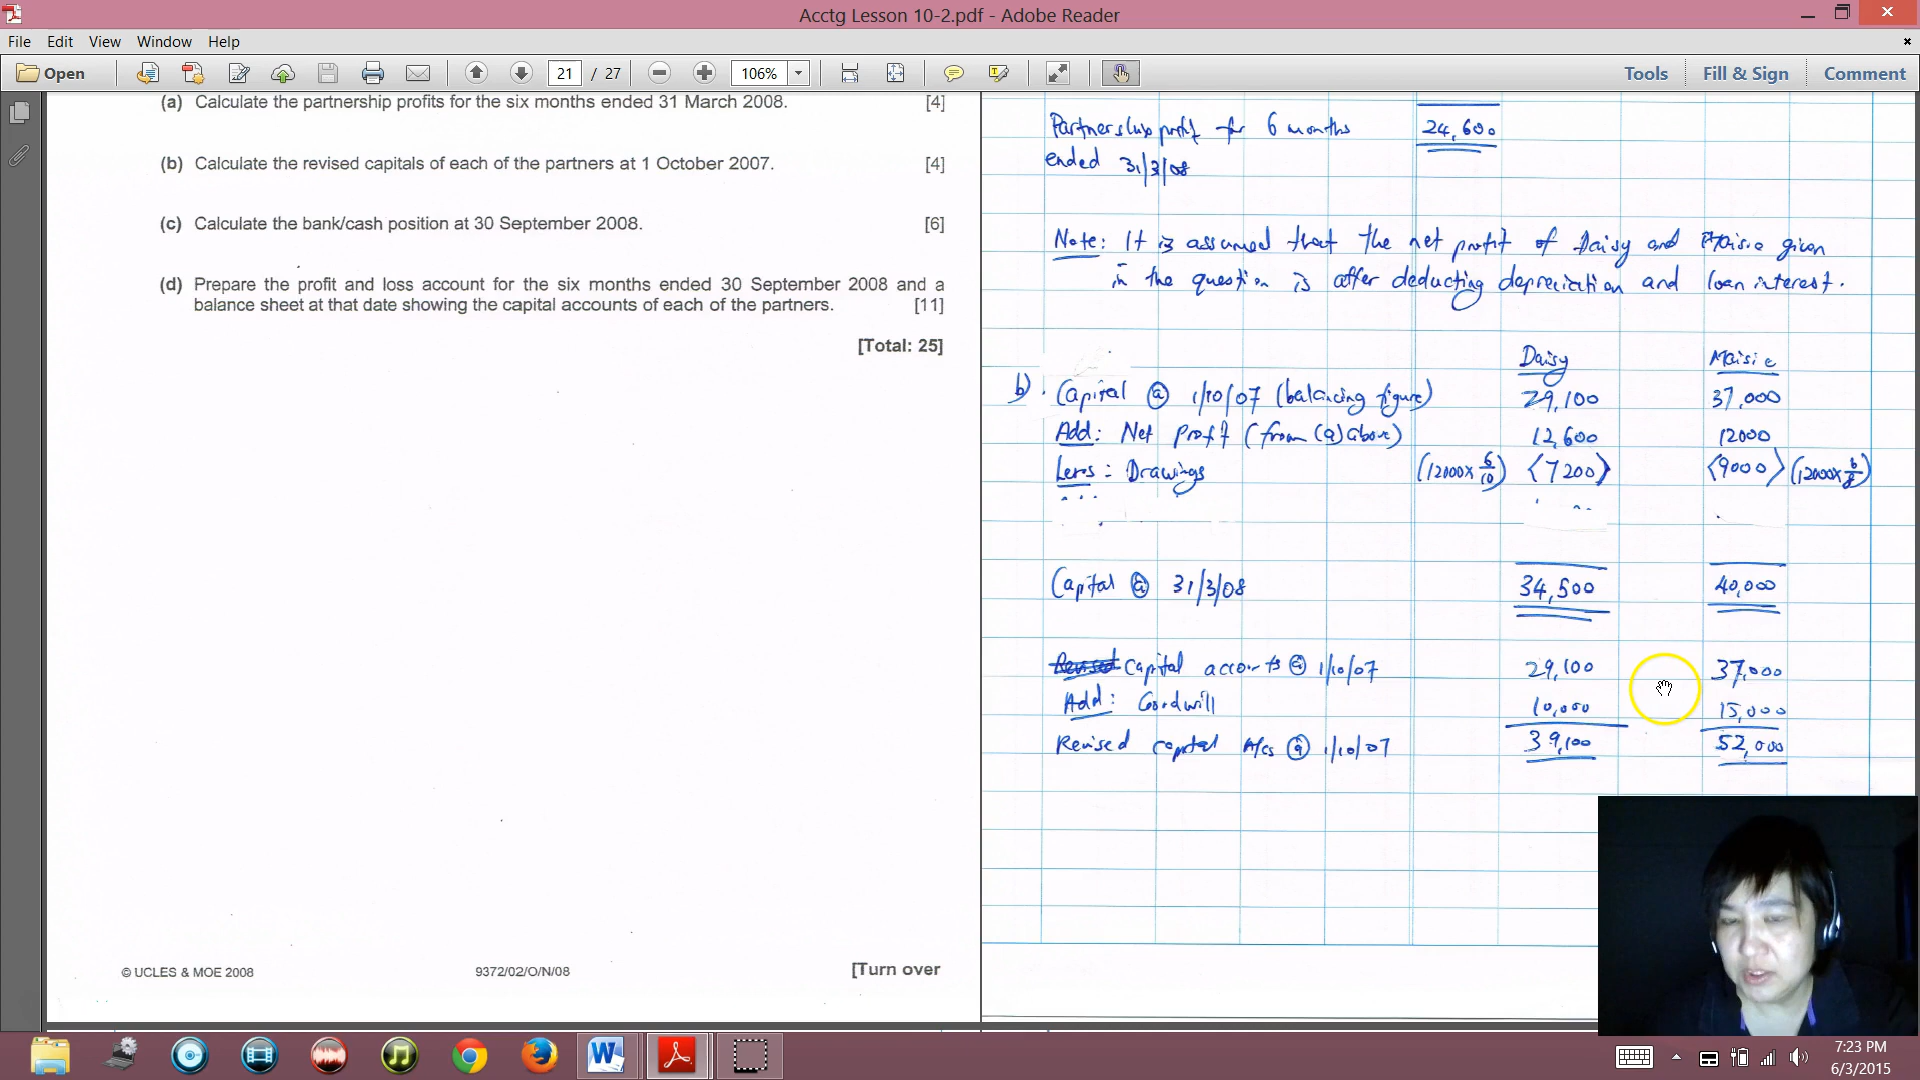 Acctg Lesson 10-2.pdf - Adobe Reader
File Edit View Window Help
Open 21 / 27 106% Tools Fill & Sign Comment
(a) Calculate the partnership profits for the six months ended 31 March 2008. [4]
(b) Calculate the revised capitals of each of the partners at 1 October 2007. [4]
(c) Calculate the bank/cash position at 30 September 2008. [6]
(d) Prepare the profit and loss account for the six months ended 30 September 2008 and a
balance sheet at that date showing the capital accounts of each of the partners. [11]
[Total: 25]
© UCLES & MOE 2008 9372/02/O/N/08 [Turn over
Partnership profit for 6 months 24,600
ended 31/3/08
Note: It is assumed that the net profit of Daisy and Maisie given
in the question is after deducting depreciation and loan interest.
Daisy Maisie
b). Capital @ 1/10/07 (balancing figure) 29,100 37,000
Add: Net Profit (from (a) above) 12,600 12000
Less: Drawings (12000 x 6/10) (7200) (9000) (12000 x 6/8)
Capital @ 31/3/08 34,500 40,000
Revised Capital accounts @ 1/10/07 29,100 37,000
Add: Goodwill 10,000 15,000
Revised capital A/cs @ 1/10/07 39,100 52,000
7:23 PM
6/3/2015